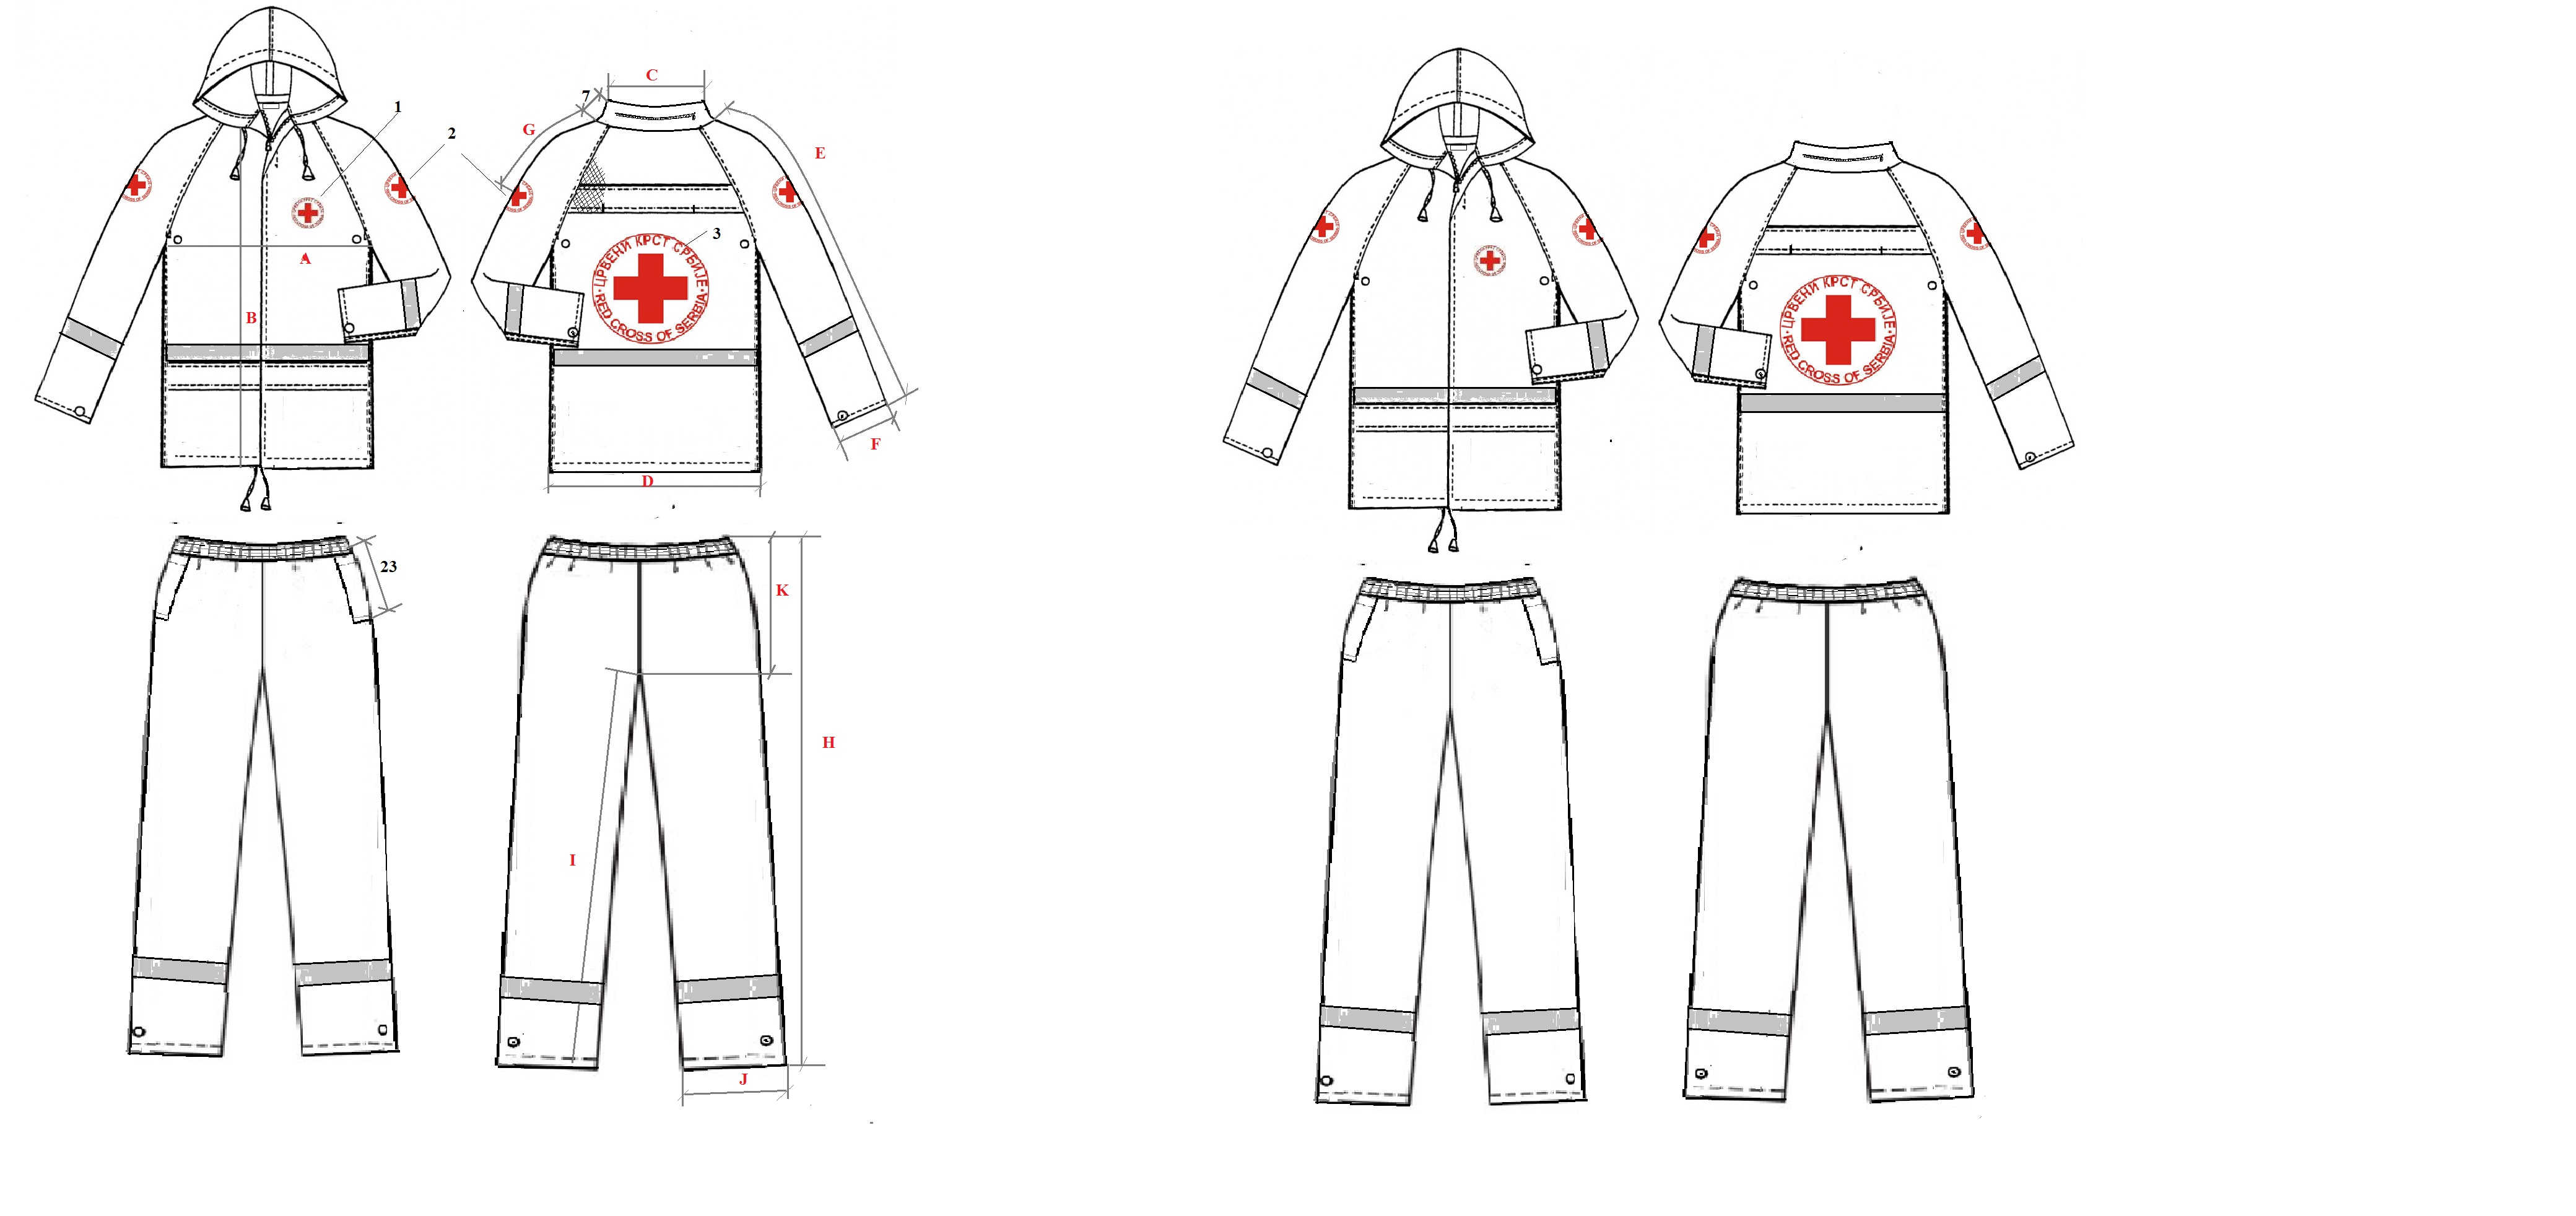 C
7
1
G
2
E
3
ЦРВЕНИ КРСТ СРБИЈЕ
RED CROSS OF SERBIA
A
B
F
D
23
K
H
I
J
ЦРВЕНИ КРСТ СРБИЈЕ
RED CROSS OF SERBIA